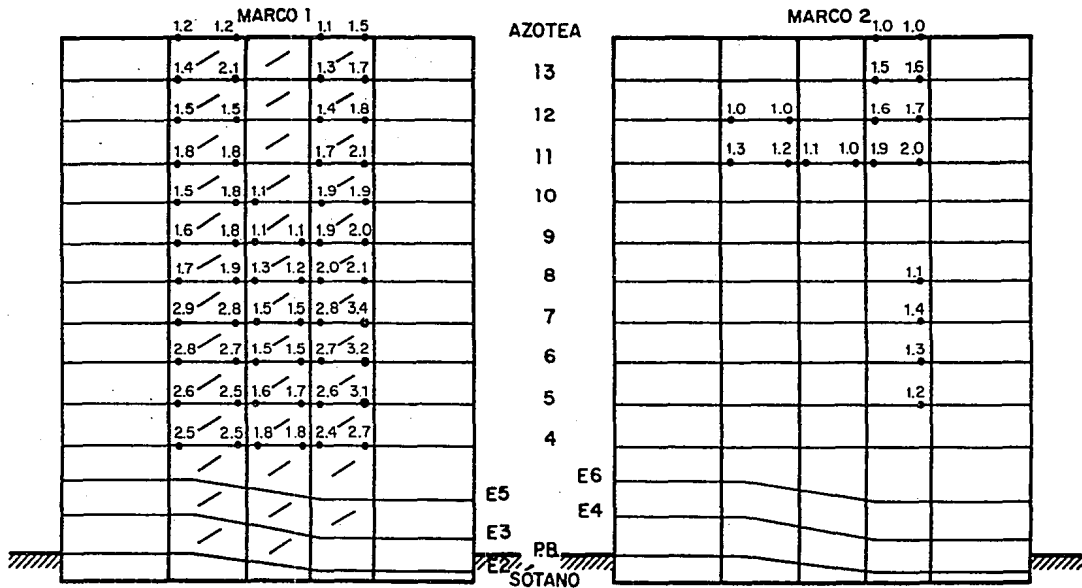 MARCO 1
1.2 1.2 1.1 1.5
1.4 2.1 1.3 1.7
1.5 1.5 1.4 1.8
1.8 1.8 1.7 2.1
1.5 1.8 1.1 1.9 1.9
1.6 1.8 1.1 1.1 1.9 2.0
1.7 1.9 1.3 1.2 2.0 2.1
2.9 2.8 1.5 1.5 2.8 3.4
2.8 2.7 1.5 1.5 2.7 3.2
2.6 2.5 1.6 1.7 2.6 3.1
2.5 2.5 1.8 1.8 2.4 2.7
E5
E3
E2
AZOTEA
13
12
11
10
9
8
7
6
5
4
P.B.
SÓTANO
MARCO 2
1.0 1.0
1.5 1.6
1.0 1.0 1.6 1.7
1.3 1.2 1.1 1.0 1.9 2.0
1.1
1.4
1.3
1.2
E6
E4